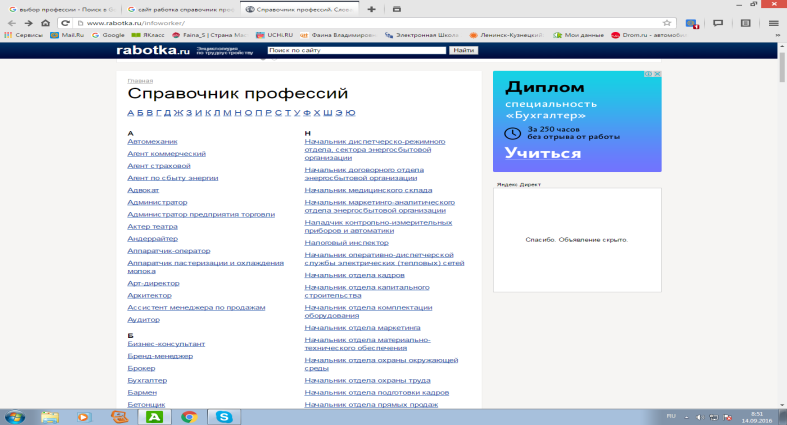 выбор профессии - Поиск в G
сайт работа справочник про
Справочник профессий. Сво
www.rabotka.ru/infoworker/
Сервисы
Mail.Ru
Google
ЯКласс
Faina_S | Страна Маст
UCHi.RU
Фаина Владимировн
Электронная Школа
Ленинск-Кузнецкий
Мои данные
Drom.ru - автомоб
rabotka.ru
Энциклопедия
по трудоустройству
Поиск по сайту
Найти
Главная
Справочник профессий
А Б В Г Д Ж З И К Л М Н О П Р С Т У Ф Х Ш Э Ю
А
Автомеханик
Агент коммерческий
Агент страховой
Агент по сбыту энергии
Адвокат
Администратор
Администратор предприятия торговли
Актер театра
Андеррайтер
Аппаратчик-оператор
Аппаратчик пастеризации и охлаждения
молока
Арт-директор
Архитектор
Ассистент менеджера по продажам
Аудитор
Б
Бизнес-консультант
Бренд-менеджер
Брокер
Бухгалтер
Бармен
Бетонщик
Н
Начальник диспетчерско-режимного
отдела, сектора энергосбытовой
организации
Начальник договорного отдела
энергосбытовой организации
Начальник медицинского склада
Начальник маркетинго-аналитического
отдела энергосбытовой организации
Наладчик контрольно-измерительных
приборов и автоматики
Налоговый инспектор
Начальник оперативно-диспетчерской
службы электрических (тепловых) сетей
Начальник отдела кадров
Начальник отдела капитального
строительства
Начальник отдела комплектации
оборудования
Начальник отдела маркетинга
Начальник отдела материально-
технического обеспечения
Начальник отдела охраны окружающей
среды
Начальник отдела охраны труда
Начальник отдела подготовки кадров
Начальник отдела прямых продаж
Диплом
специальность
«Бухгалтер»
За 250 часов
без отрыва от работы
Учиться
Яндекс.Директ
Спасибо. Объявление скрыто.
RU
8:51
14.09.2016